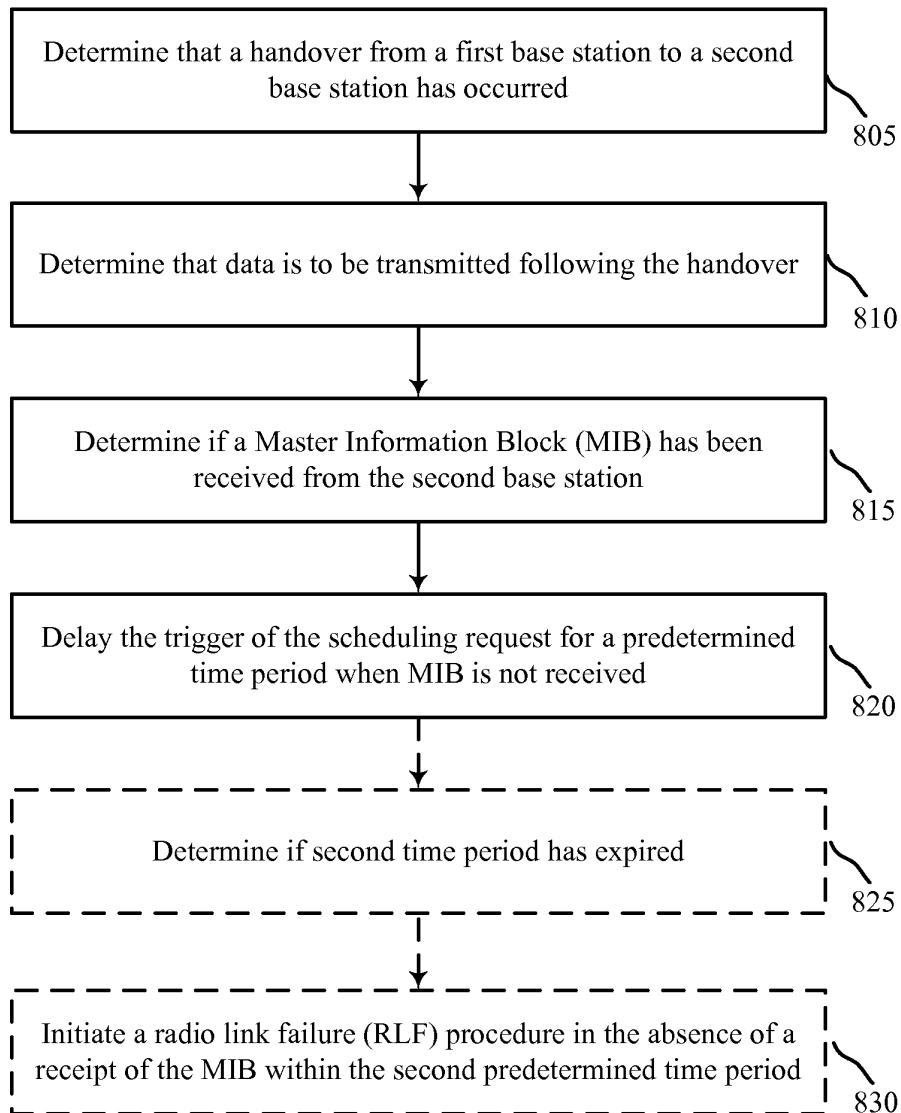 Determine that a handover from a first base station to a second
base station has occurred
805
Determine that data is to be transmitted following the handover
810
Determine if a Master Information Block (MIB) has been
received from the second base station
815
Delay the trigger of the scheduling request for a predetermined
time period when MIB is not received
820
Determine if second time period has expired
825
Initiate a radio link failure (RLF) procedure in the absence of a
receipt of the MIB within the second predetermined time period
830